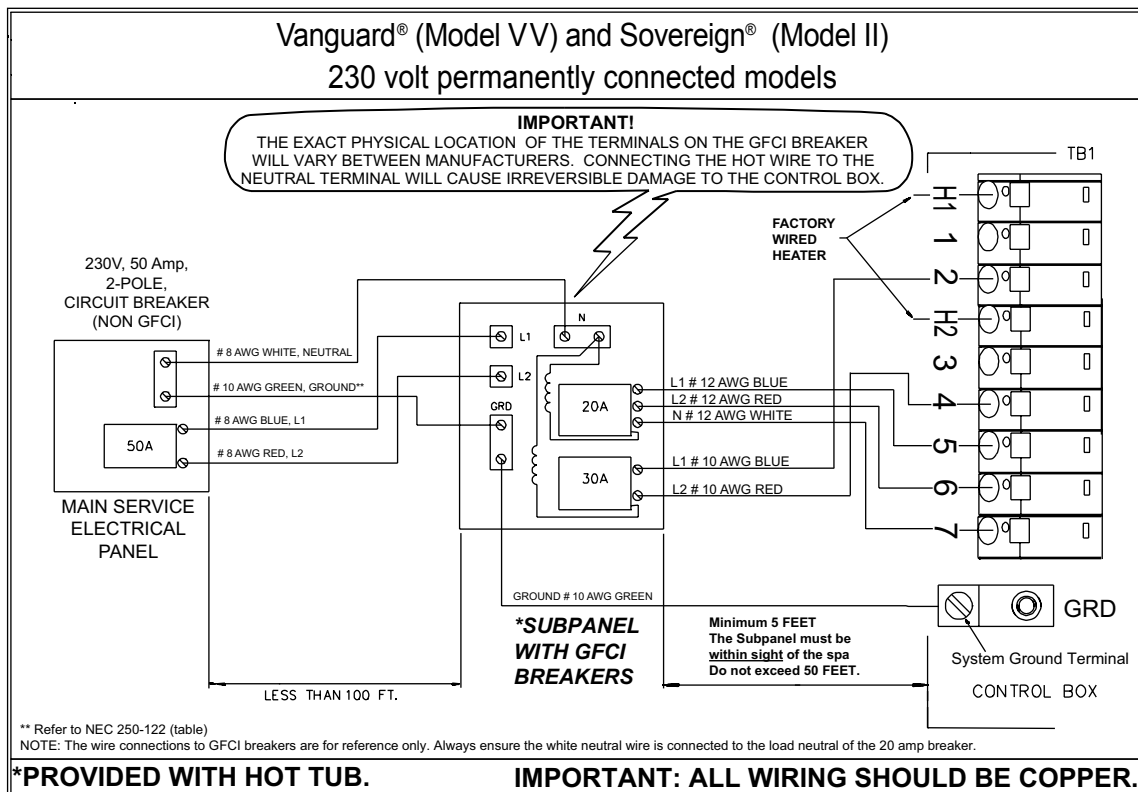 Vanguard® (Model VV) and Sovereign® (Model II)
230 volt permanently connected models
IMPORTANT!
THE EXACT PHYSICAL LOCATION OF THE TERMINALS ON THE GFCI BREAKER
WILL VARY BETWEEN MANUFACTURERS. CONNECTING THE HOT WIRE TO THE
NEUTRAL TERMINAL WILL CAUSE IRREVERSIBLE DAMAGE TO THE CONTROL BOX.
TB1
H1
1
2
H2
3
4
5
6
7
FACTORY
WIRED
HEATER
230V, 50 Amp,
2-POLE,
CIRCUIT BREAKER
(NON GFCI)
# 8 AWG WHITE, NEUTRAL
# 10 AWG GREEN, GROUND**
# 8 AWG BLUE, L1
# 8 AWG RED, L2
50A
MAIN SERVICE
ELECTRICAL
PANEL
N
L1
L2
GRD
20A
30A
L1 # 12 AWG BLUE
L2 # 12 AWG RED
N # 12 AWG WHITE
L1 # 10 AWG BLUE
L2 # 10 AWG RED
GROUND # 10 AWG GREEN
*SUBPANEL
WITH GFCI
BREAKERS
Minimum 5 FEET
The Subpanel must be
within sight of the spa
Do not exceed 50 FEET.
GRD
System Ground Terminal
CONTROL BOX
LESS THAN 100 FT.
** Refer to NEC 250-122 (table)
NOTE: The wire connections to GFCI breakers are for reference only. Always ensure the white neutral wire is connected to the load neutral of the 20 amp breaker.
*PROVIDED WITH HOT TUB. IMPORTANT: ALL WIRING SHOULD BE COPPER.